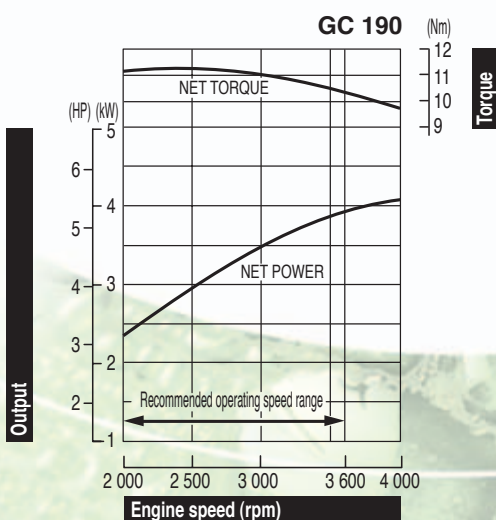 GC 190
(Nm)
12
11
10
9
Torque
NET TORQUE
(HP) (kW)
5
6
4
5
NET POWER
4
3
3
2
2
1
Output
Recommended operating speed range
2 000 2 500 3 000 3 600 4 000
Engine speed (rpm)